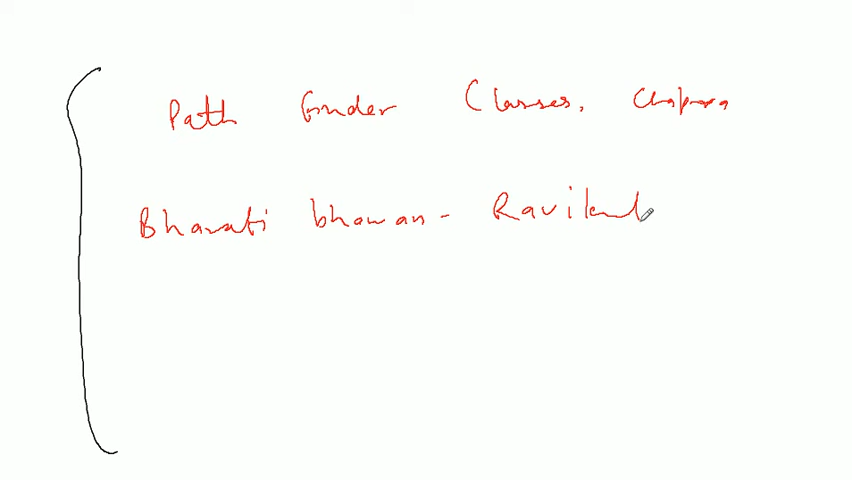 Path finder Classes, Chapra
Bharati bhawan - Ravikant